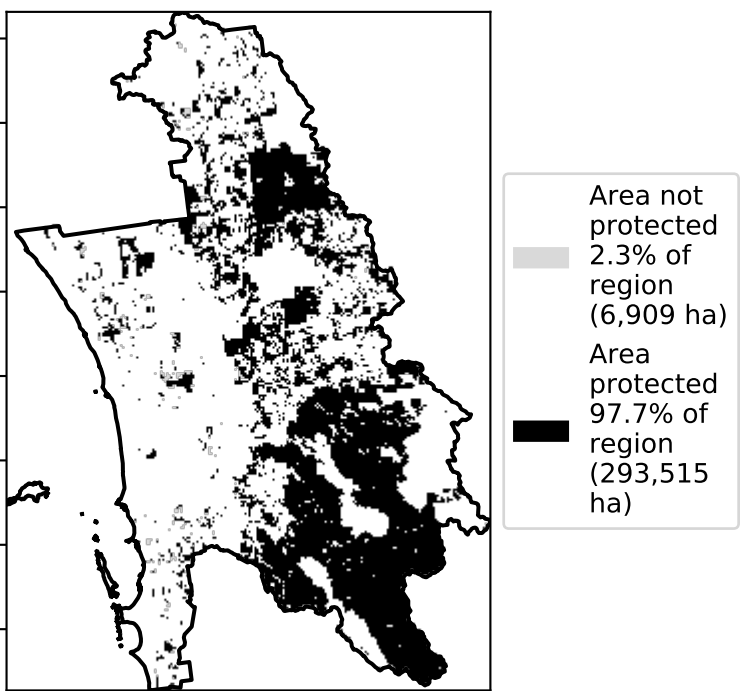 Area not
protected
2.3% of
region
(6,909 ha)
Area
protected
97.7% of
region
(293,515
ha)